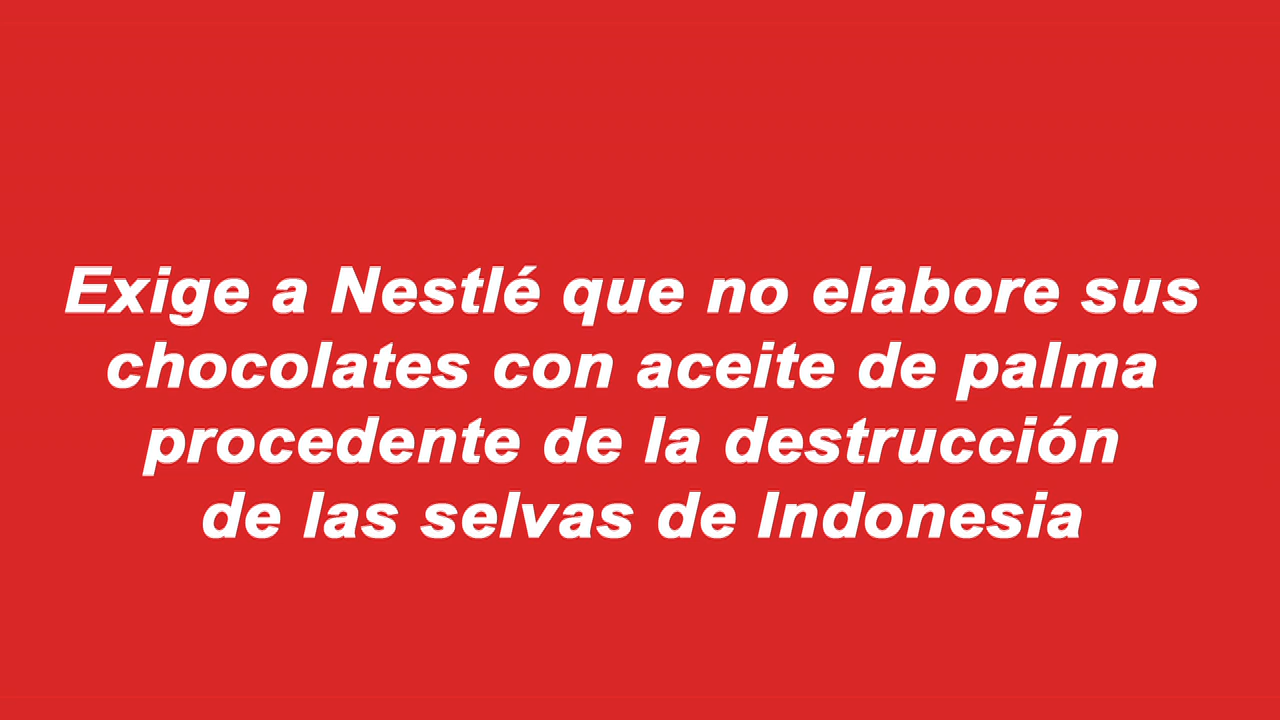 Exige a Nestlé que no elabore sus
chocolates con aceite de palma
procedente de la destrucción
de las selvas de Indonesia